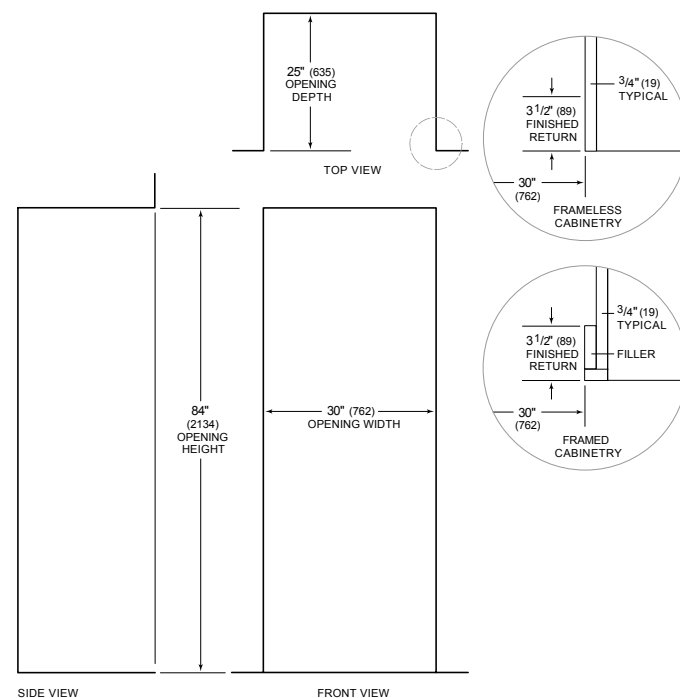 25" (635)
OPENING
DEPTH
TOP VIEW
3/4" (19)
TYPICAL
3 1/2" (89)
FINISHED
RETURN
30"
(762)
FRAMELESS
CABINETRY
3/4" (19)
TYPICAL
3 1/2" (89)
FINISHED
RETURN
FILLER
30"
(762)
FRAMED
CABINETRY
84"
(2134)
OPENING
HEIGHT
30" (762)
OPENING WIDTH
SIDE VIEW
FRONT VIEW